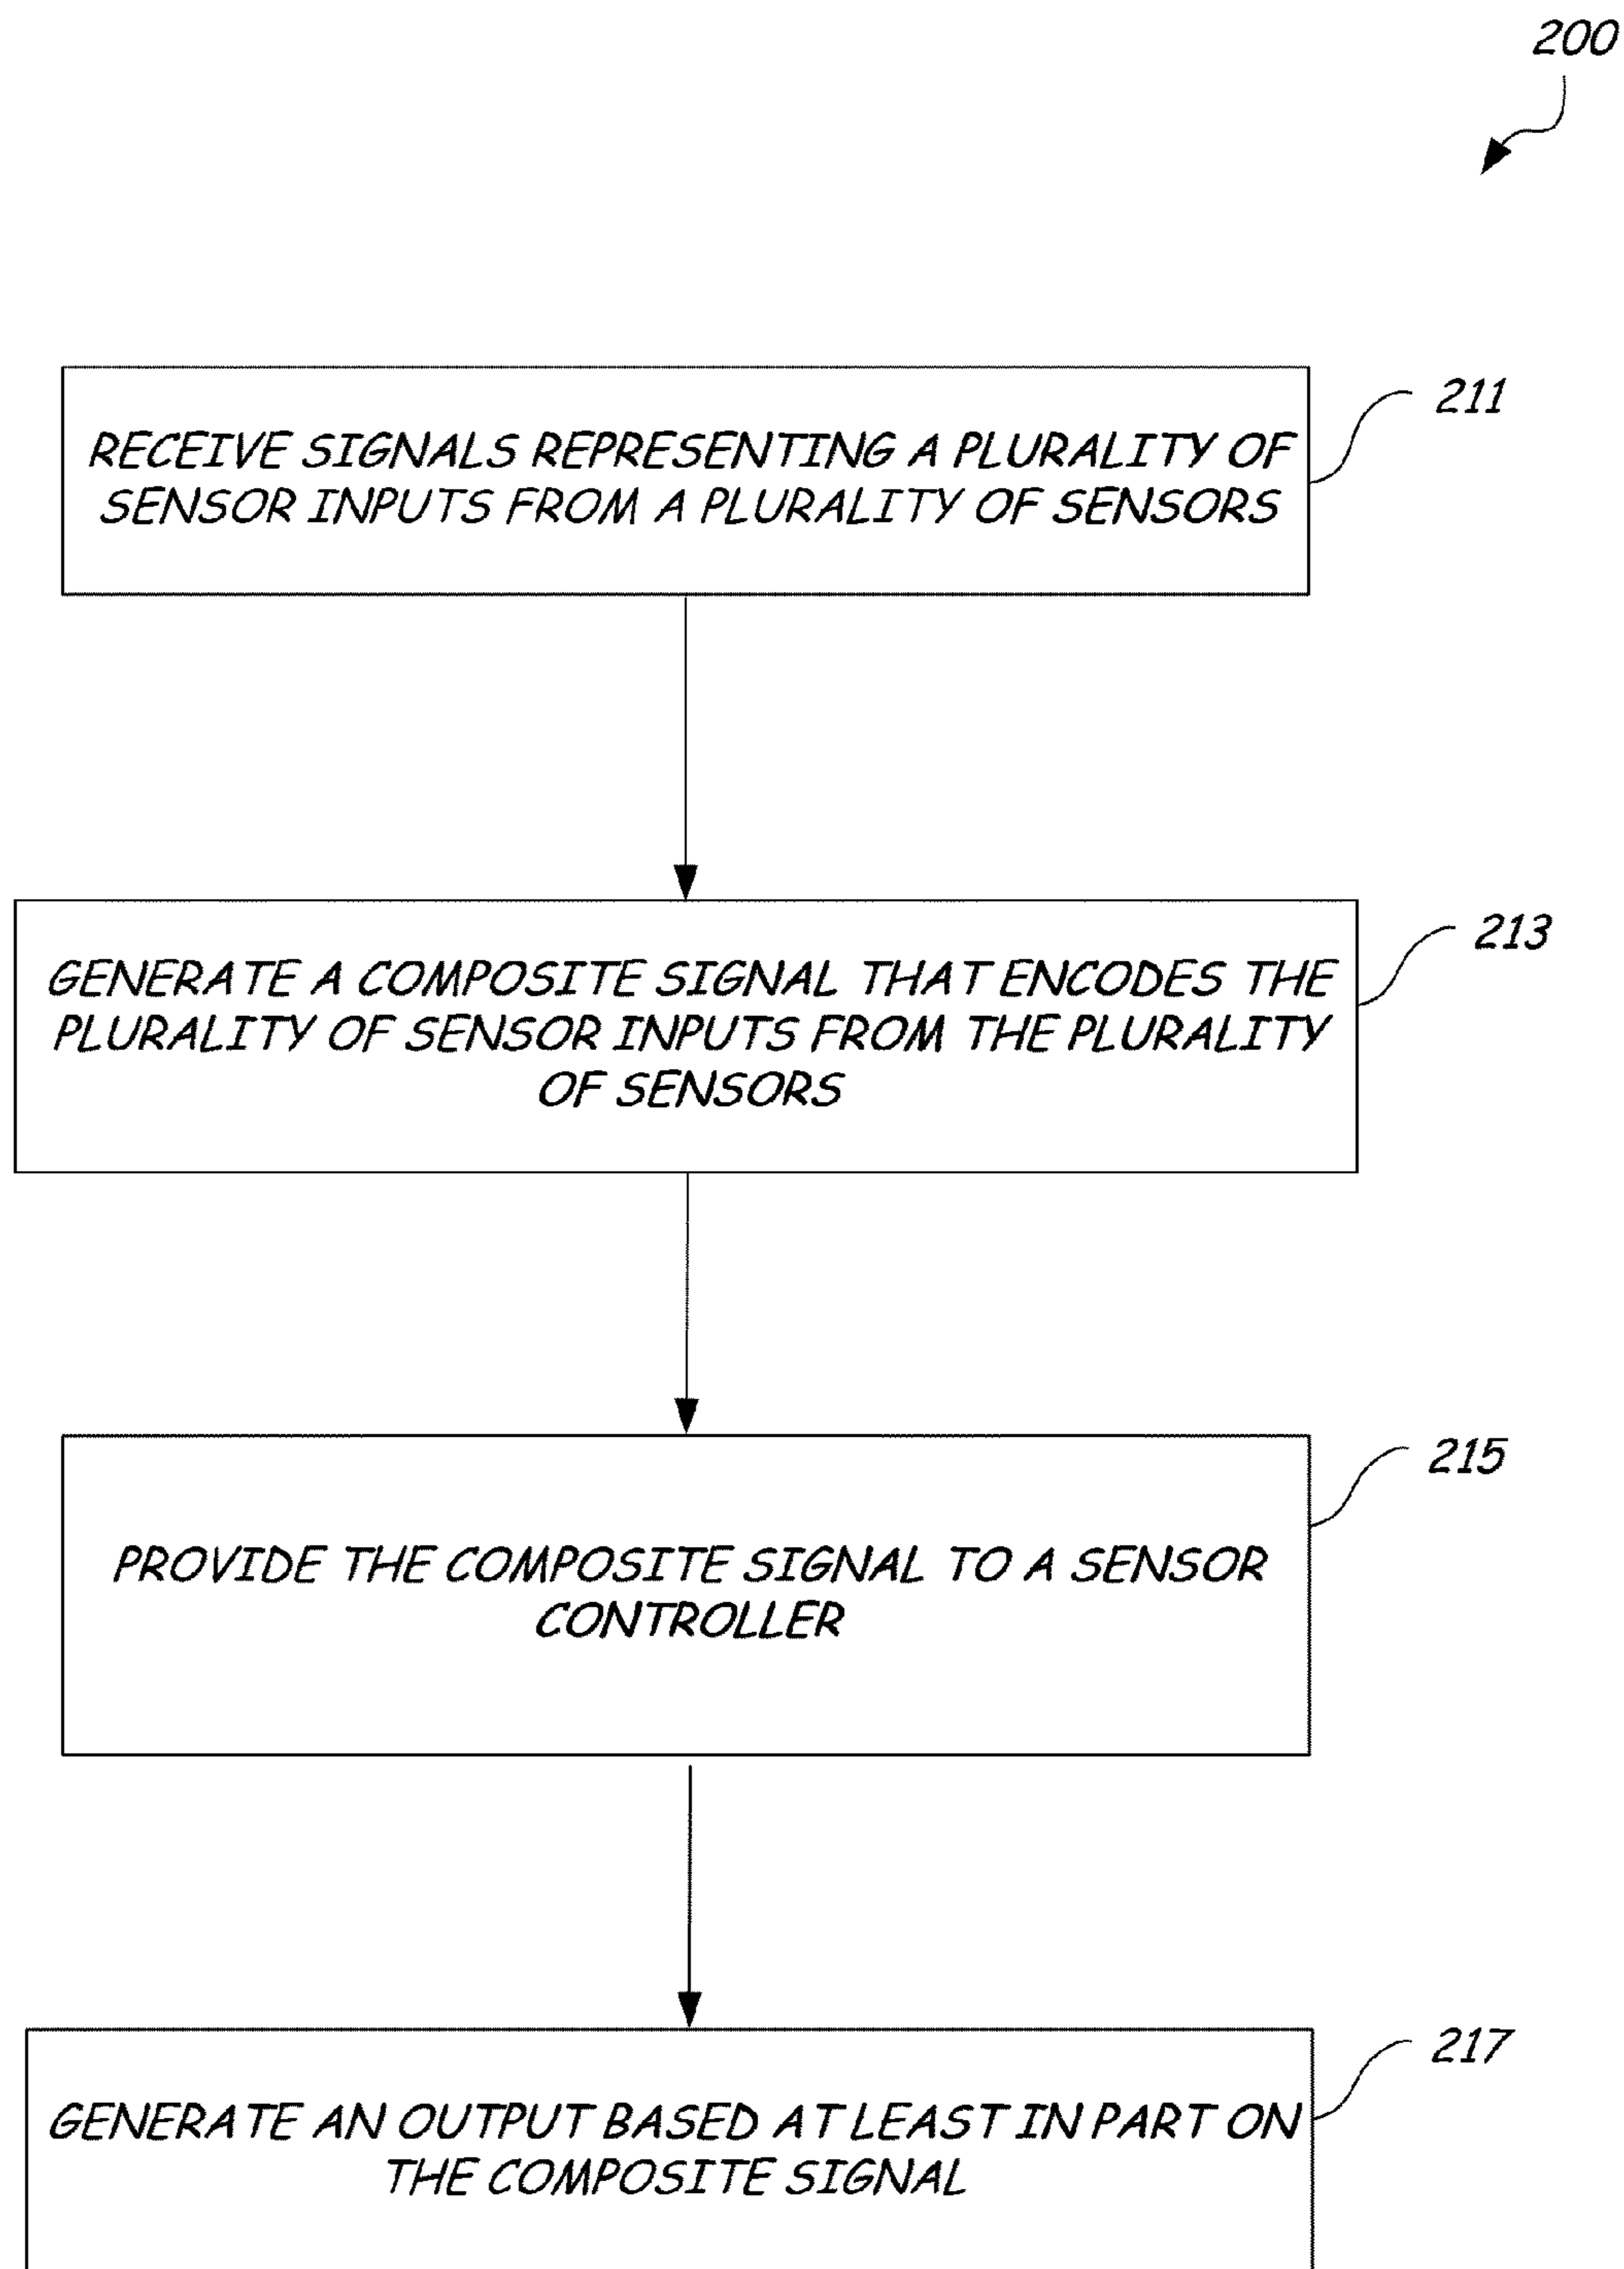 200
RECEIVE SIGNALS REPRESENTING A PLURALITY OF
SENSOR INPUTS FROM A PLURALITY OF SENSORS
211
GENERATE A COMPOSITE SIGNAL THAT ENCODES THE
PLURALITY OF SENSOR INPUTS FROM THE PLURALITY
OF SENSORS
213
PROVIDE THE COMPOSITE SIGNAL TO A SENSOR
CONTROLLER
215
GENERATE AN OUTPUT BASED AT LEAST IN PART ON
THE COMPOSITE SIGNAL
217